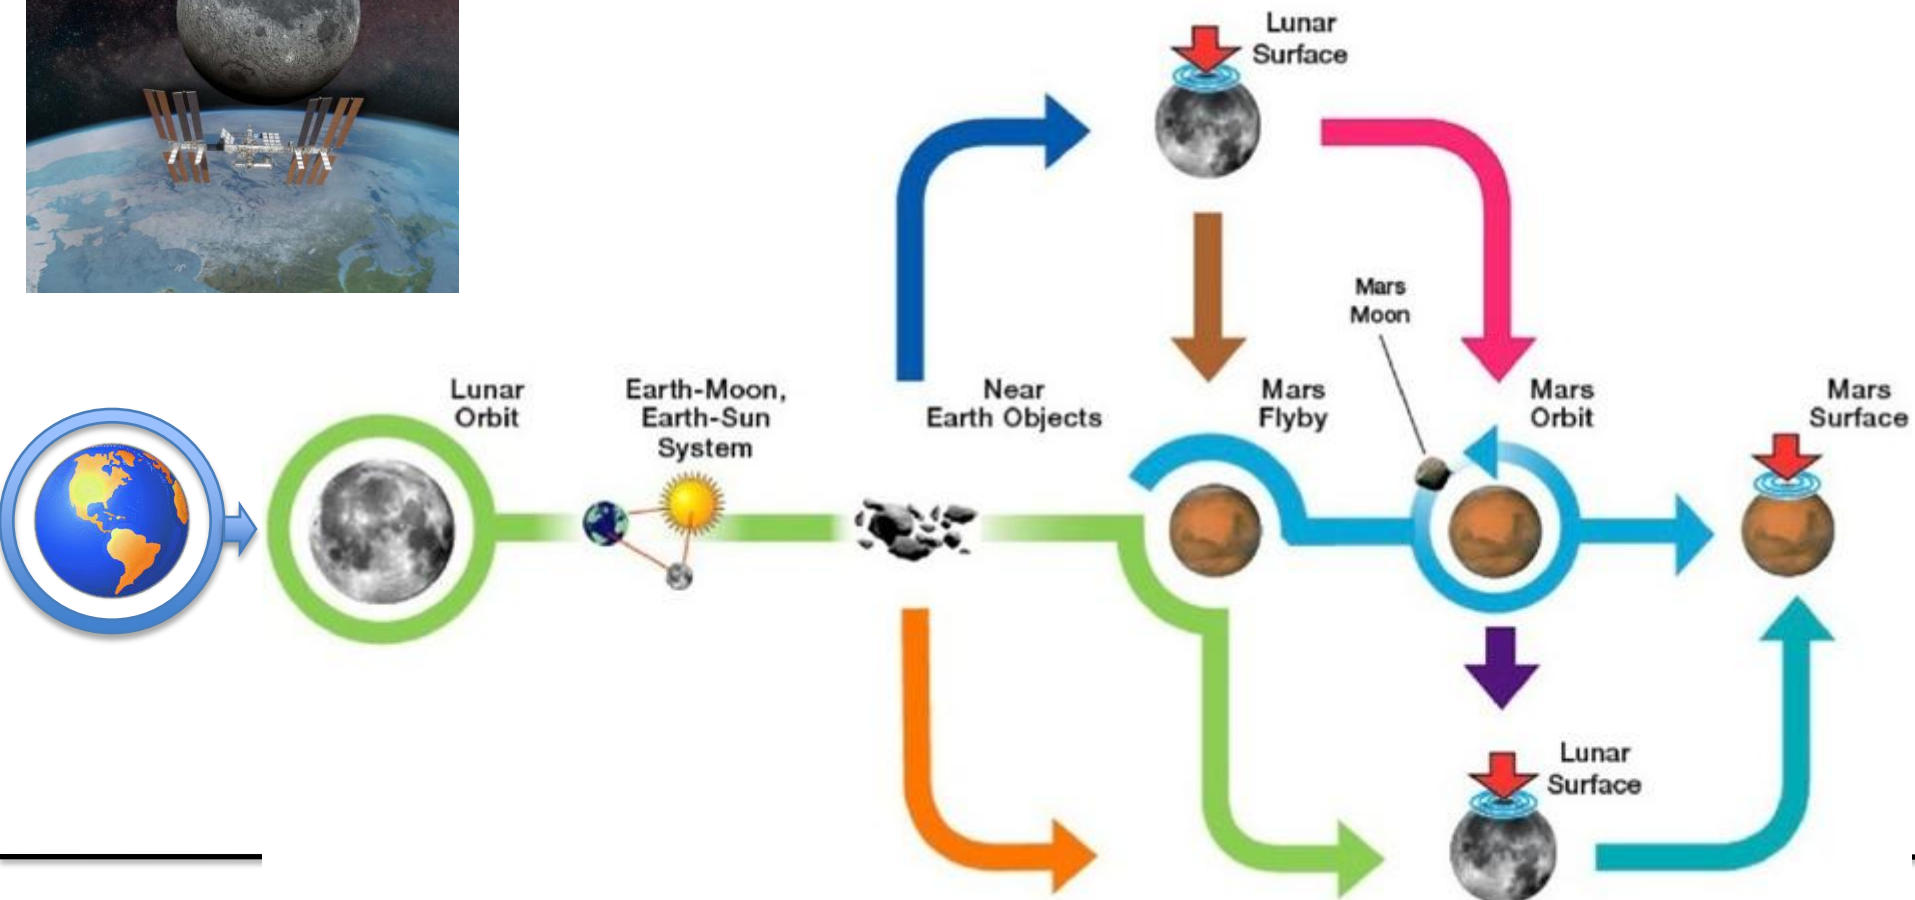 Lunar
Surface
Mars
Moon
Lunar
Orbit
Earth-Moon,
Earth-Sun
System
Near
Earth Objects
Mars
Flyby
Mars
Orbit
Mars
Surface
Lunar
Surface